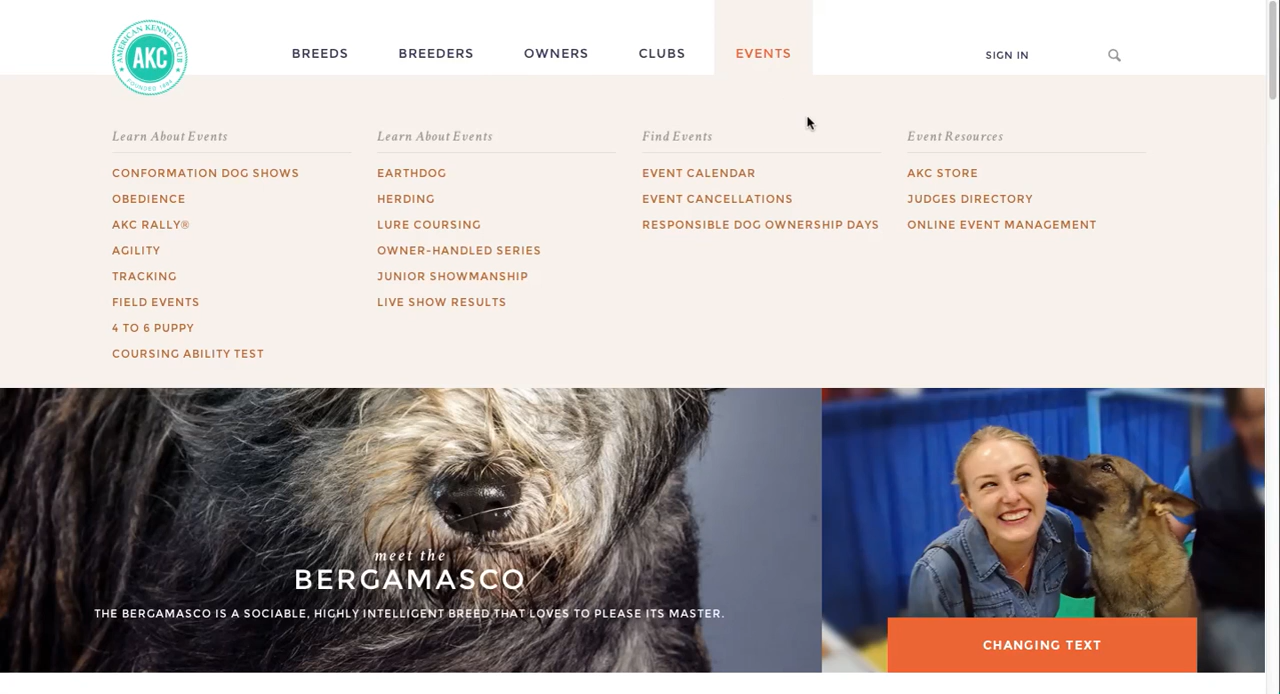 AMERICAN KENNEL CLUB
AKC
FOUNDED 1884
BREEDS
BREEDERS
OWNERS
CLUBS
EVENTS
SIGN IN
Learn About Events
CONFORMATION DOG SHOWS
OBEDIENCE
AKC RALLY®
AGILITY
TRACKING
FIELD EVENTS
4 TO 6 PUPPY
COURSING ABILITY TEST
Learn About Events
EARTHDOG
HERDING
LURE COURSING
OWNER-HANDLED SERIES
JUNIOR SHOWMANSHIP
LIVE SHOW RESULTS
Find Events
EVENT CALENDAR
EVENT CANCELLATIONS
RESPONSIBLE DOG OWNERSHIP DAYS
Event Resources
AKC STORE
JUDGES DIRECTORY
ONLINE EVENT MANAGEMENT
meet the
BERGAMASCO
THE BERGAMASCO IS A SOCIABLE, HIGHLY INTELLIGENT BREED THAT LOVES TO PLEASE ITS MASTER.
CHANGING TEXT